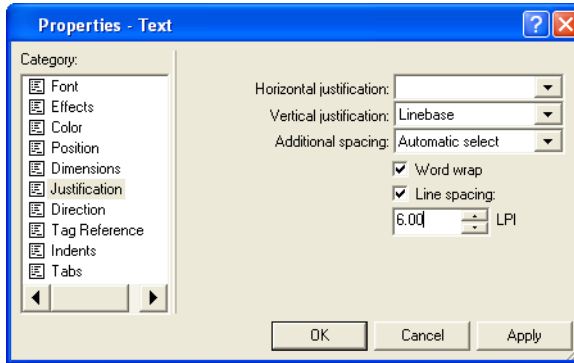 Properties - Text
Category:
Font
Effects
Color
Position
Dimensions
Justification
Direction
Tag Reference
Indents
Tabs
Horizontal justification:
Vertical justification: Linebase
Additional spacing: Automatic select
Word wrap
Line spacing:
6.00 LPI
OK Cancel Apply